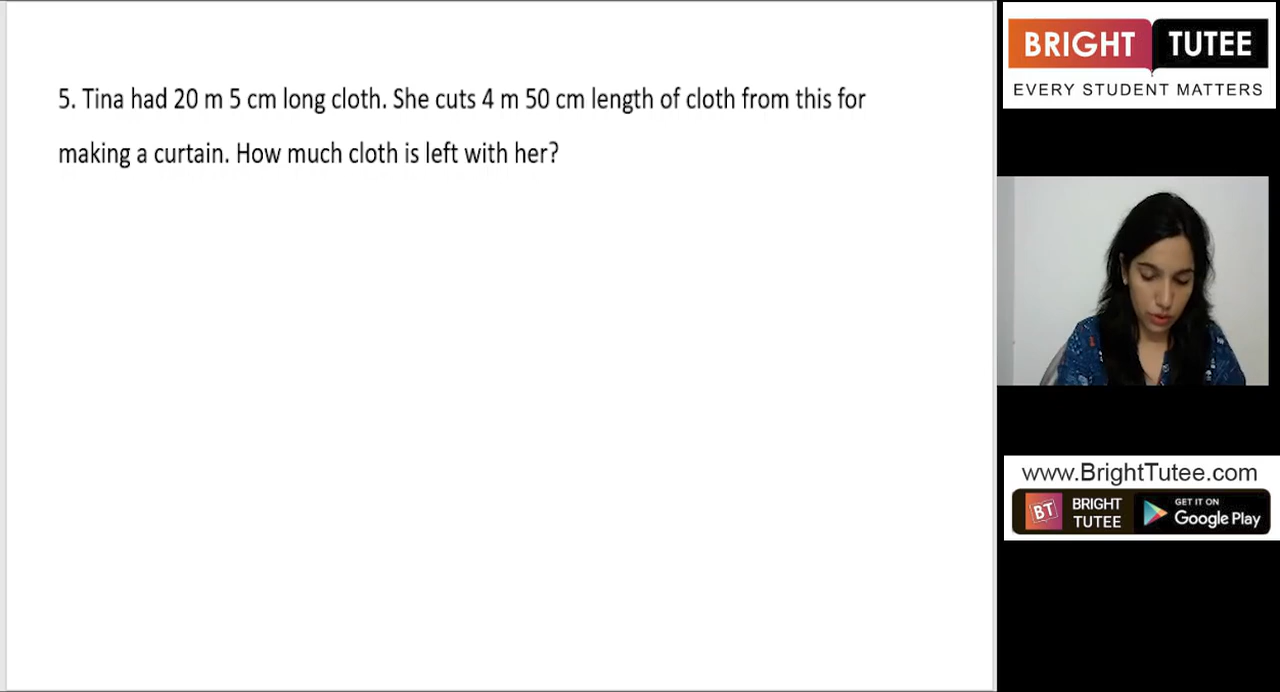 5. Tina had 20 m 5 cm long cloth. She cuts 4 m 50 cm length of cloth from this for
making a curtain. How much cloth is left with her?
BRIGHT TUTEE
EVERY STUDENT MATTERS
www.BrightTutee.com
BT BRIGHT TUTEE
GET IT ON Google Play